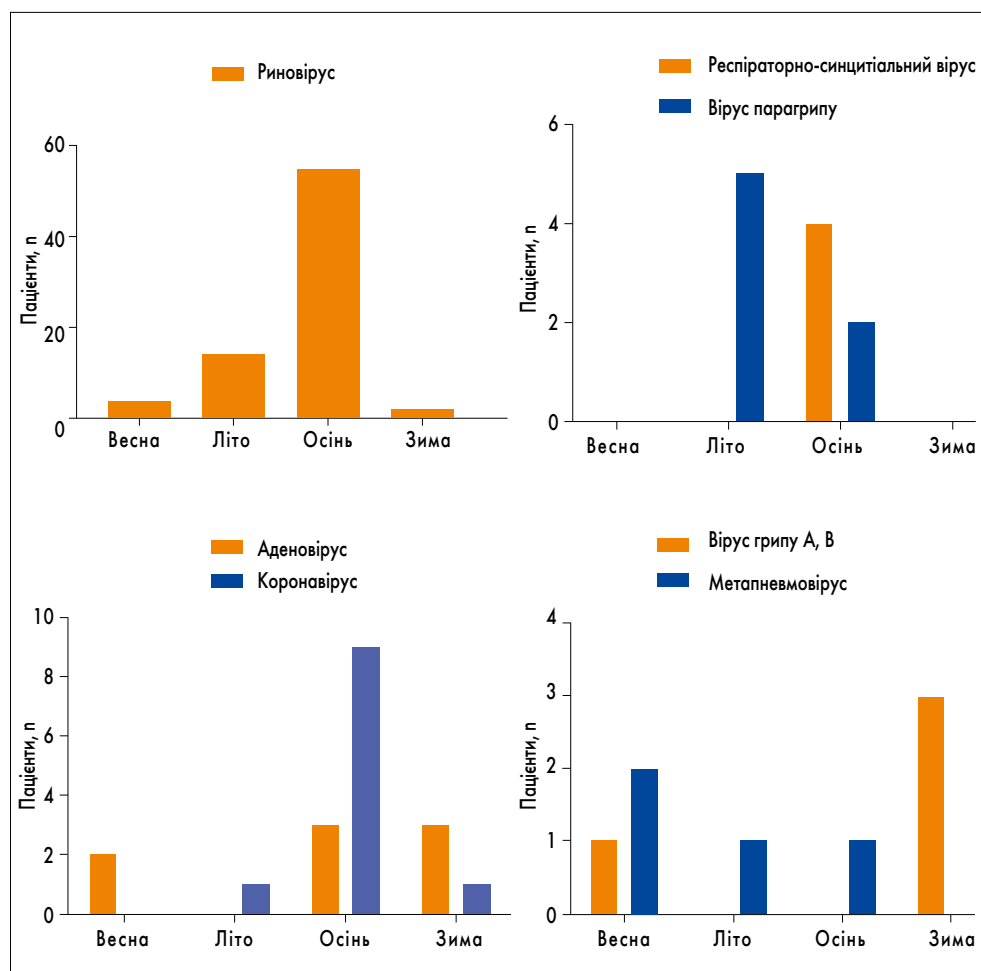 Риновірус
Пацієнти, n
60
40
20
0
Весна Літо Осінь Зима
Респіраторно-синцитіальний вірус
Вірус парагрипу
Пацієнти, n
6
4
2
0
Весна Літо Осінь Зима
Аденовірус
Коронавірус
Пацієнти, n
10
8
6
4
2
0
Весна Літо Осінь Зима
Вірус грипу А, В
Метапневмовірус
Пацієнти, n
4
3
2
1
0
Весна Літо Осінь Зима